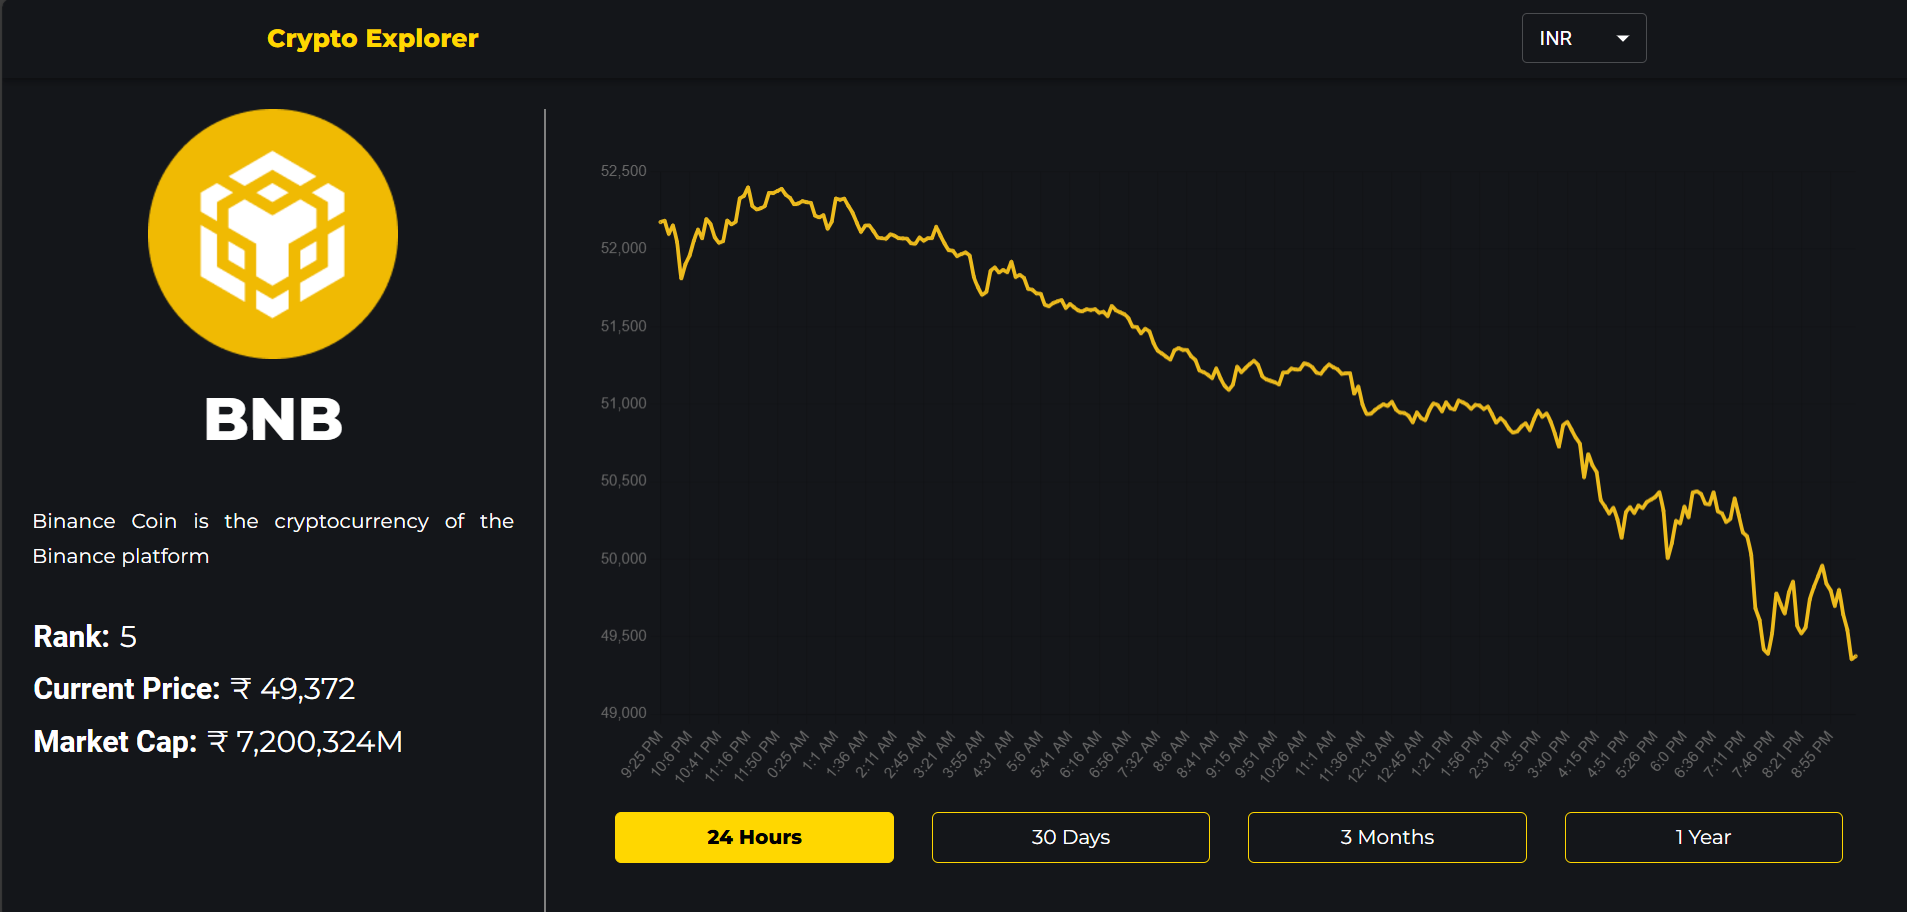 Crypto Explorer
INR
BNB
Binance Coin is the cryptocurrency of the
Binance platform
Rank: 5
Current Price: ₹ 49,372
Market Cap: ₹ 7,200,324M
52,500
52,000
51,500
51,000
50,500
50,000
49,500
49,000
9:25 PM
10:6 PM
10:41 PM
11:16 PM
11:50 PM
0:25 AM
1:1 AM
1:36 AM
2:11 AM
2:45 AM
3:21 AM
3:55 AM
4:31 AM
5:6 AM
5:41 AM
6:16 AM
6:56 AM
7:32 AM
8:6 AM
8:41 AM
9:15 AM
9:51 AM
10:26 AM
11:1 AM
11:36 AM
12:13 AM
12:45 AM
1:21 PM
1:56 PM
2:31 PM
3:5 PM
3:40 PM
4:15 PM
4:51 PM
5:26 PM
6:0 PM
6:36 PM
7:11 PM
7:46 PM
8:21 PM
8:55 PM
24 Hours
30 Days
3 Months
1 Year